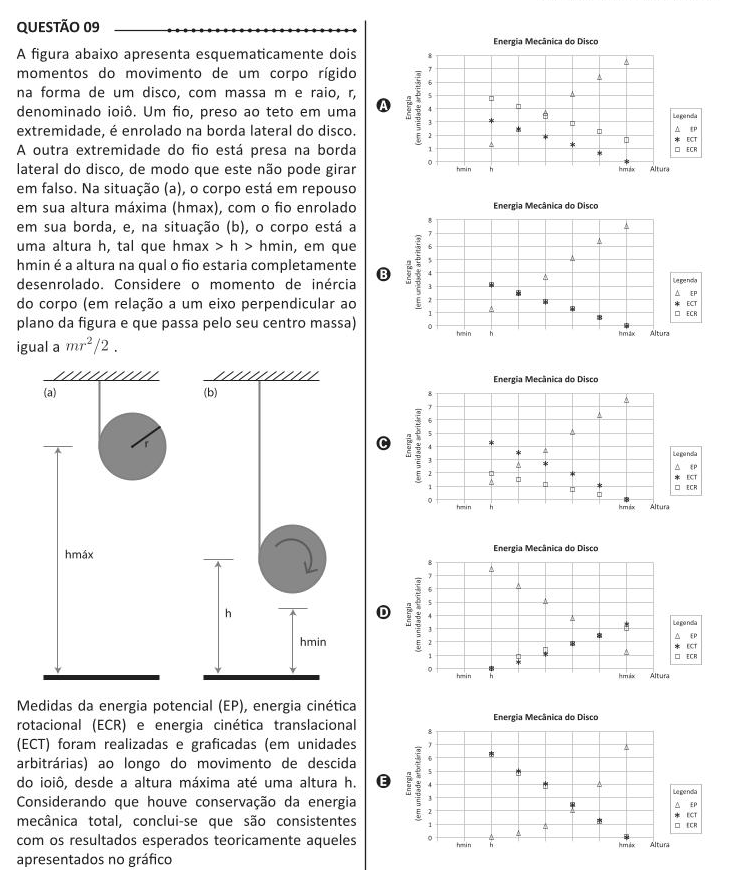 QUESTÃO 09
A figura abaixo apresenta esquematicamente dois
momentos do movimento de um corpo rígido
na forma de um disco, com massa m e raio, r,
denominado ioiô. Um fio, preso ao teto em uma
extremidade, é enrolado na borda lateral do disco.
A outra extremidade do fio está presa na borda
lateral do disco, de modo que este não pode girar
em falso. Na situação (a), o corpo está em repouso
em sua altura máxima (hmax), com o fio enrolado
em sua borda, e, na situação (b), o corpo está a
uma altura h, tal que hmax > h > hmin, em que
hmin é a altura na qual o fio estaria completamente
desenrolado. Considere o momento de inércia
do corpo (em relação a um eixo perpendicular ao
plano da figura e que passa pelo seu centro massa)
igual a mr²/2 .
(a)
(b)
r
hmáx
h
hmin
Medidas da energia potencial (EP), energia cinética
rotacional (ECR) e energia cinética translacional
(ECT) foram realizadas e graficadas (em unidades
arbitrárias) ao longo do movimento de descida
do ioiô, desde a altura máxima até uma altura h.
Considerando que houve conservação da energia
mecânica total, conclui-se que são consistentes
com os resultados esperados teoricamente aqueles
apresentados no gráfico
A
Energia Mecânica do Disco
Energia
(em unidade arbritária)
8
7
6
5
4
3
2
1
0
hmin h hmáx Altura
Legenda
EP
ECT
ECR
B
Energia Mecânica do Disco
Energia
(em unidade arbritária)
8
7
6
5
4
3
2
1
0
hmin h hmáx Altura
Legenda
EP
ECT
ECR
C
Energia Mecânica do Disco
Energia
(em unidade arbritária)
8
7
6
5
4
3
2
1
0
hmin h hmáx Altura
Legenda
EP
ECT
ECR
D
Energia Mecânica do Disco
Energia
(em unidade arbritária)
8
7
6
5
4
3
2
1
0
hmin h hmáx Altura
Legenda
EP
ECT
ECR
E
Energia Mecânica do Disco
Energia
(em unidade arbritária)
8
7
6
5
4
3
2
1
0
hmin h hmáx Altura
Legenda
EP
ECT
ECR